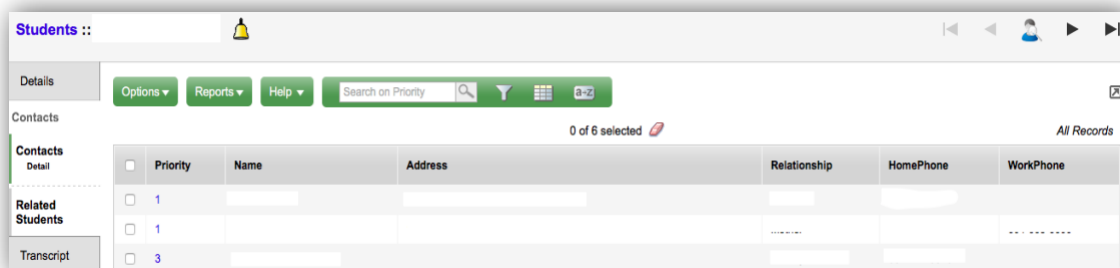 Students ::
Details
Options Reports Help Search on Priority a-z
Contacts
0 of 6 selected All Records
Contacts
Detail
Priority Name Address Relationship HomePhone WorkPhone
1
Related
Students
1
Transcript
3